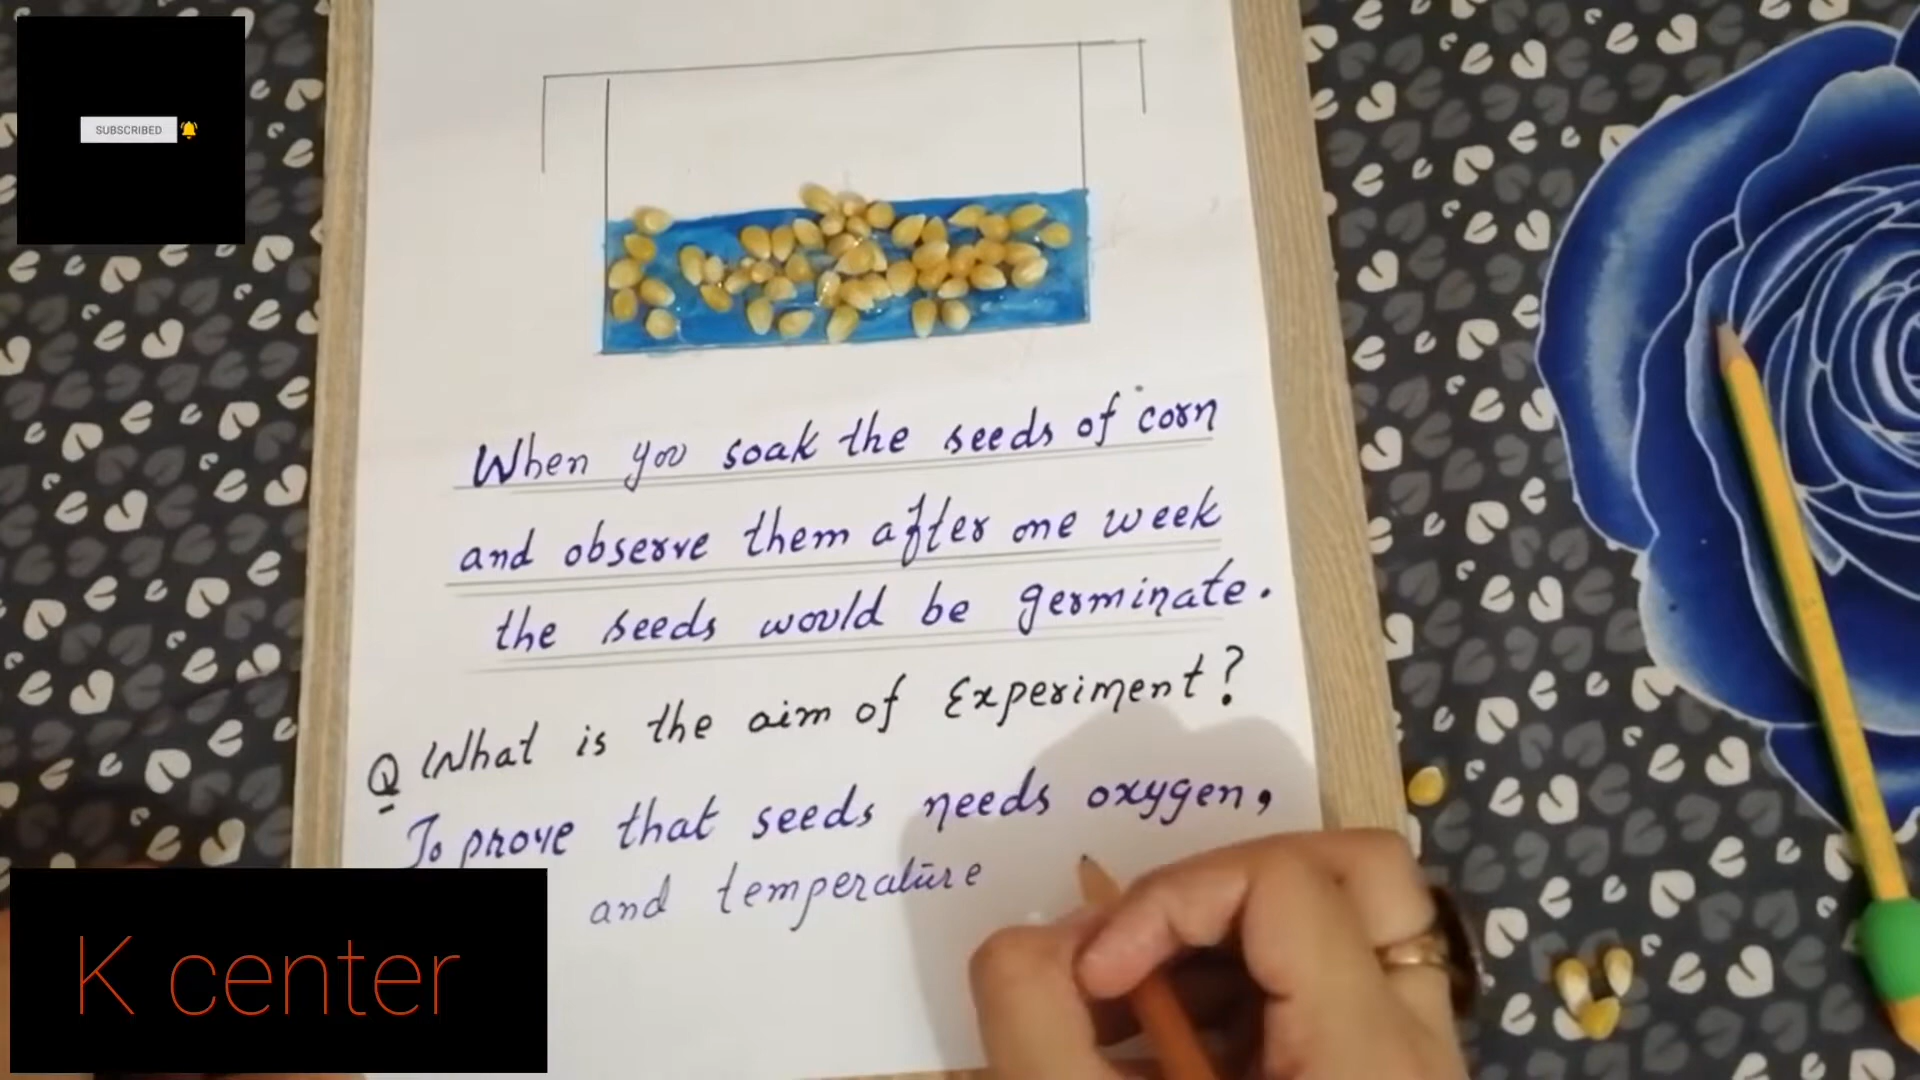 SUBSCRIBED
When you soak the seeds of corn
and observe them after one week
the seeds would be germinate.
Q What is the aim of Experiment?
To prove that seeds needs oxygen,
and temperature
K center